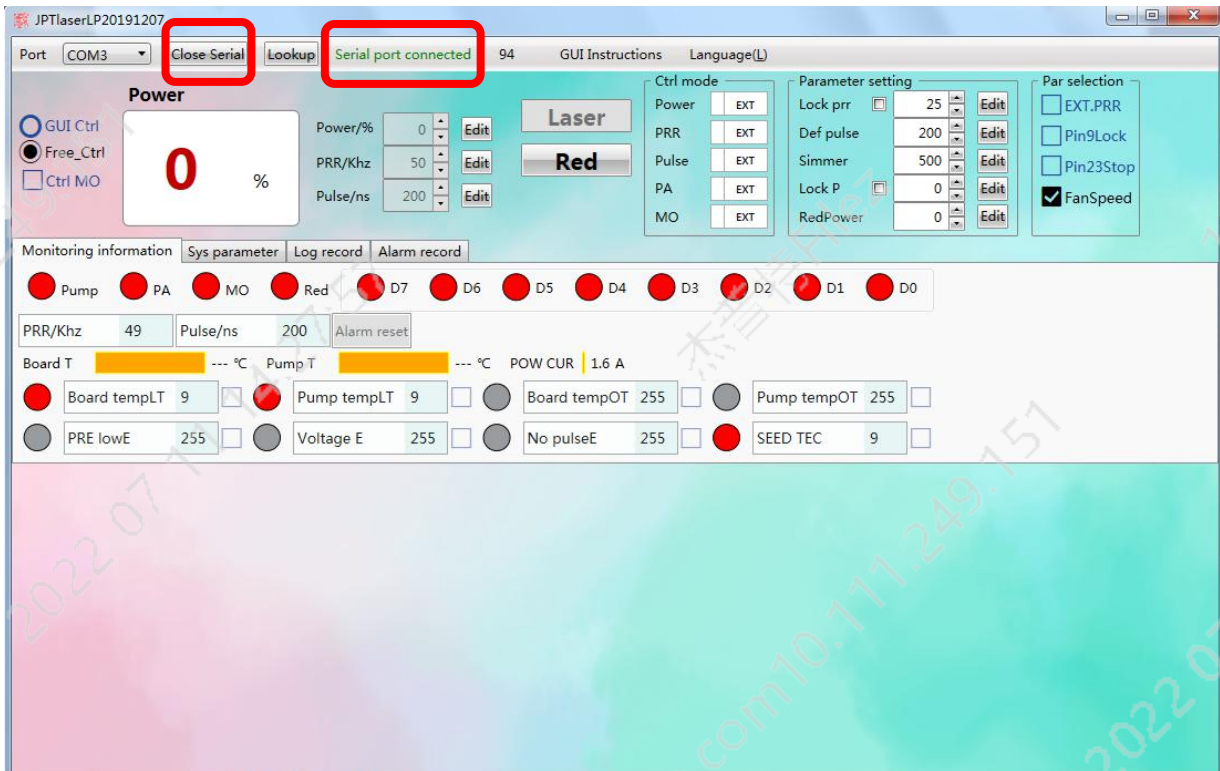 JPTlaserLP20191207
Port COM3 Close Serial Lookup Serial port connected 94 GUI Instructions Language(L)
Power
GUI Ctrl
Free_Ctrl
Ctrl MO
0 %
Power/% 0 Edit
PRR/Khz 50 Edit
Pulse/ns 200 Edit
Laser
Red
Ctrl mode
Power EXT
PRR EXT
Pulse EXT
PA EXT
MO EXT
Parameter setting
Lock prr 25 Edit
Def pulse 200 Edit
Simmer 500 Edit
Lock P 0 Edit
RedPower 0 Edit
Par selection
EXT.PRR
Pin9Lock
Pin23Stop
FanSpeed
Monitoring information Sys parameter Log record Alarm record
Pump PA MO Red D7 D6 D5 D4 D3 D2 D1 D0
PRR/Khz 49 Pulse/ns 200 Alarm reset
Board T --- ℃ Pump T --- ℃ POW CUR 1.6 A
Board tempLT 9 Pump tempLT 9 Board tempOT 255 Pump tempOT 255
PRE lowE 255 Voltage E 255 No pulseE 255 SEED TEC 9
com10.111.249.151